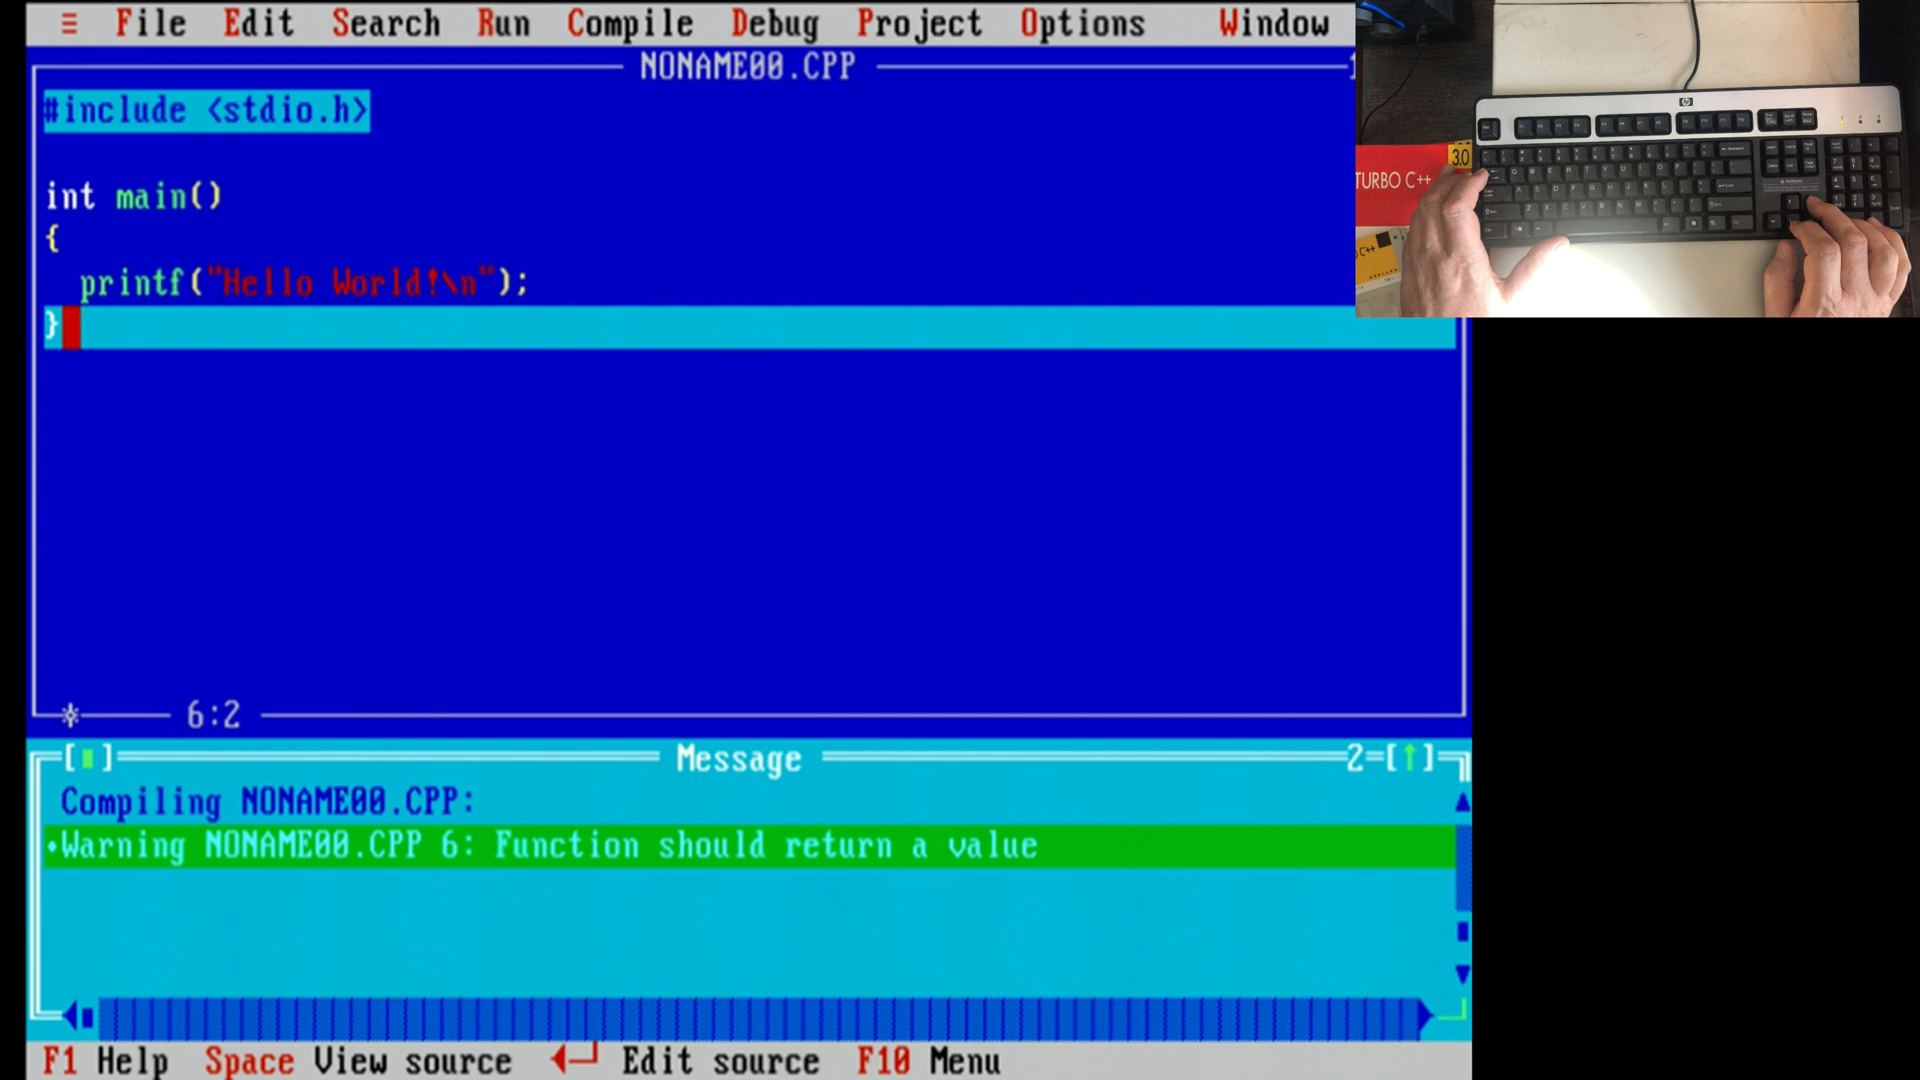 ≡ File Edit Search Run Compile Debug Project Options Window
NONAME00.CPP
#include <stdio.h>
int main()
{
printf("Hello World!\n");
}
6:2
[▮] Message 2=[↑]
Compiling NONAME00.CPP:
•Warning NONAME00.CPP 6: Function should return a value
F1 Help Space View source ◄─┘ Edit source F10 Menu
3.0
TURBO C++
C++
hp